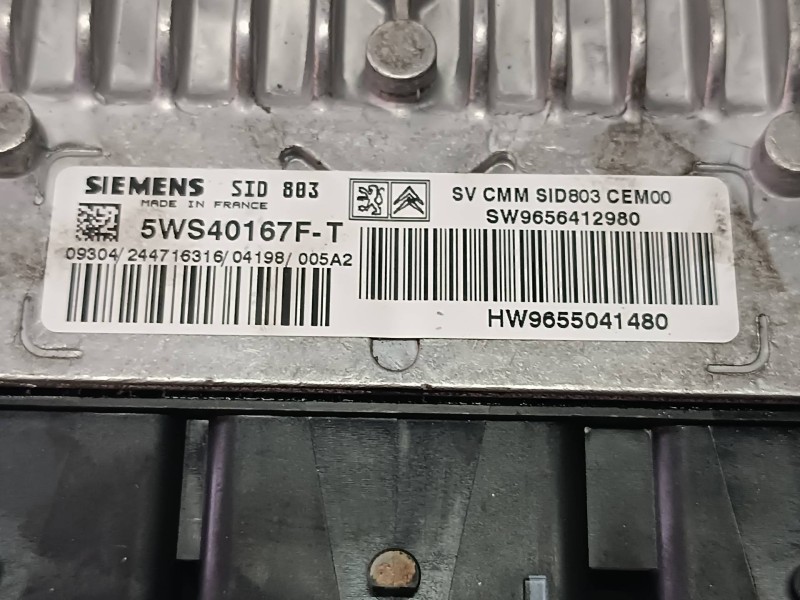 SIEMENS SID 803
MADE IN FRANCE
5WS40167F-T
09304/244716316/04198/005A2
SV CMM SID803 CEM00
SW9656412980
HW9655041480